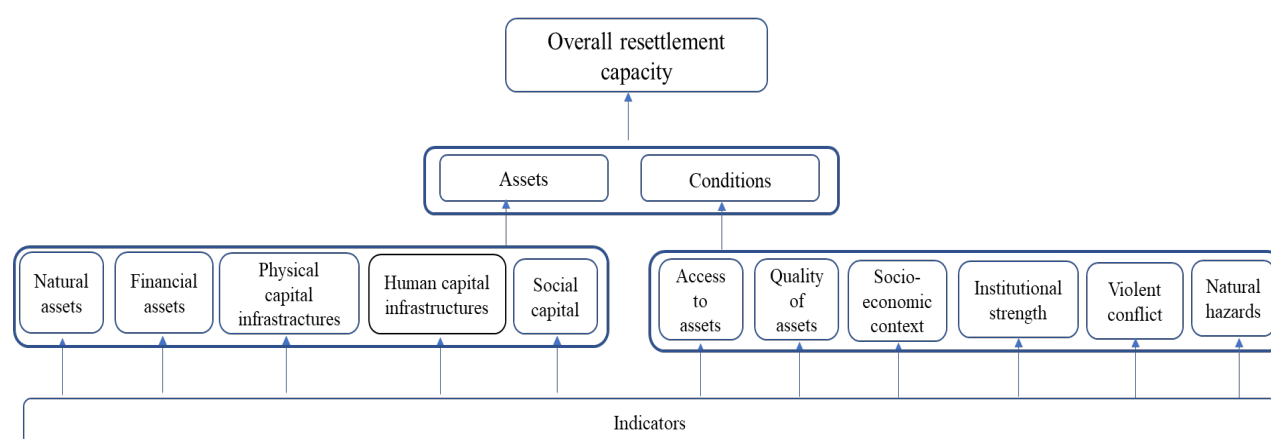 Overall resettlement
capacity
Assets
Conditions
Natural
assets
Financial
assets
Physical
capital
infrastractures
Human capital
infrastructures
Social
capital
Access
to
assets
Quality
of
assets
Socio-
economic
context
Institutional
strength
Violent
conflict
Natural
hazards
Indicators